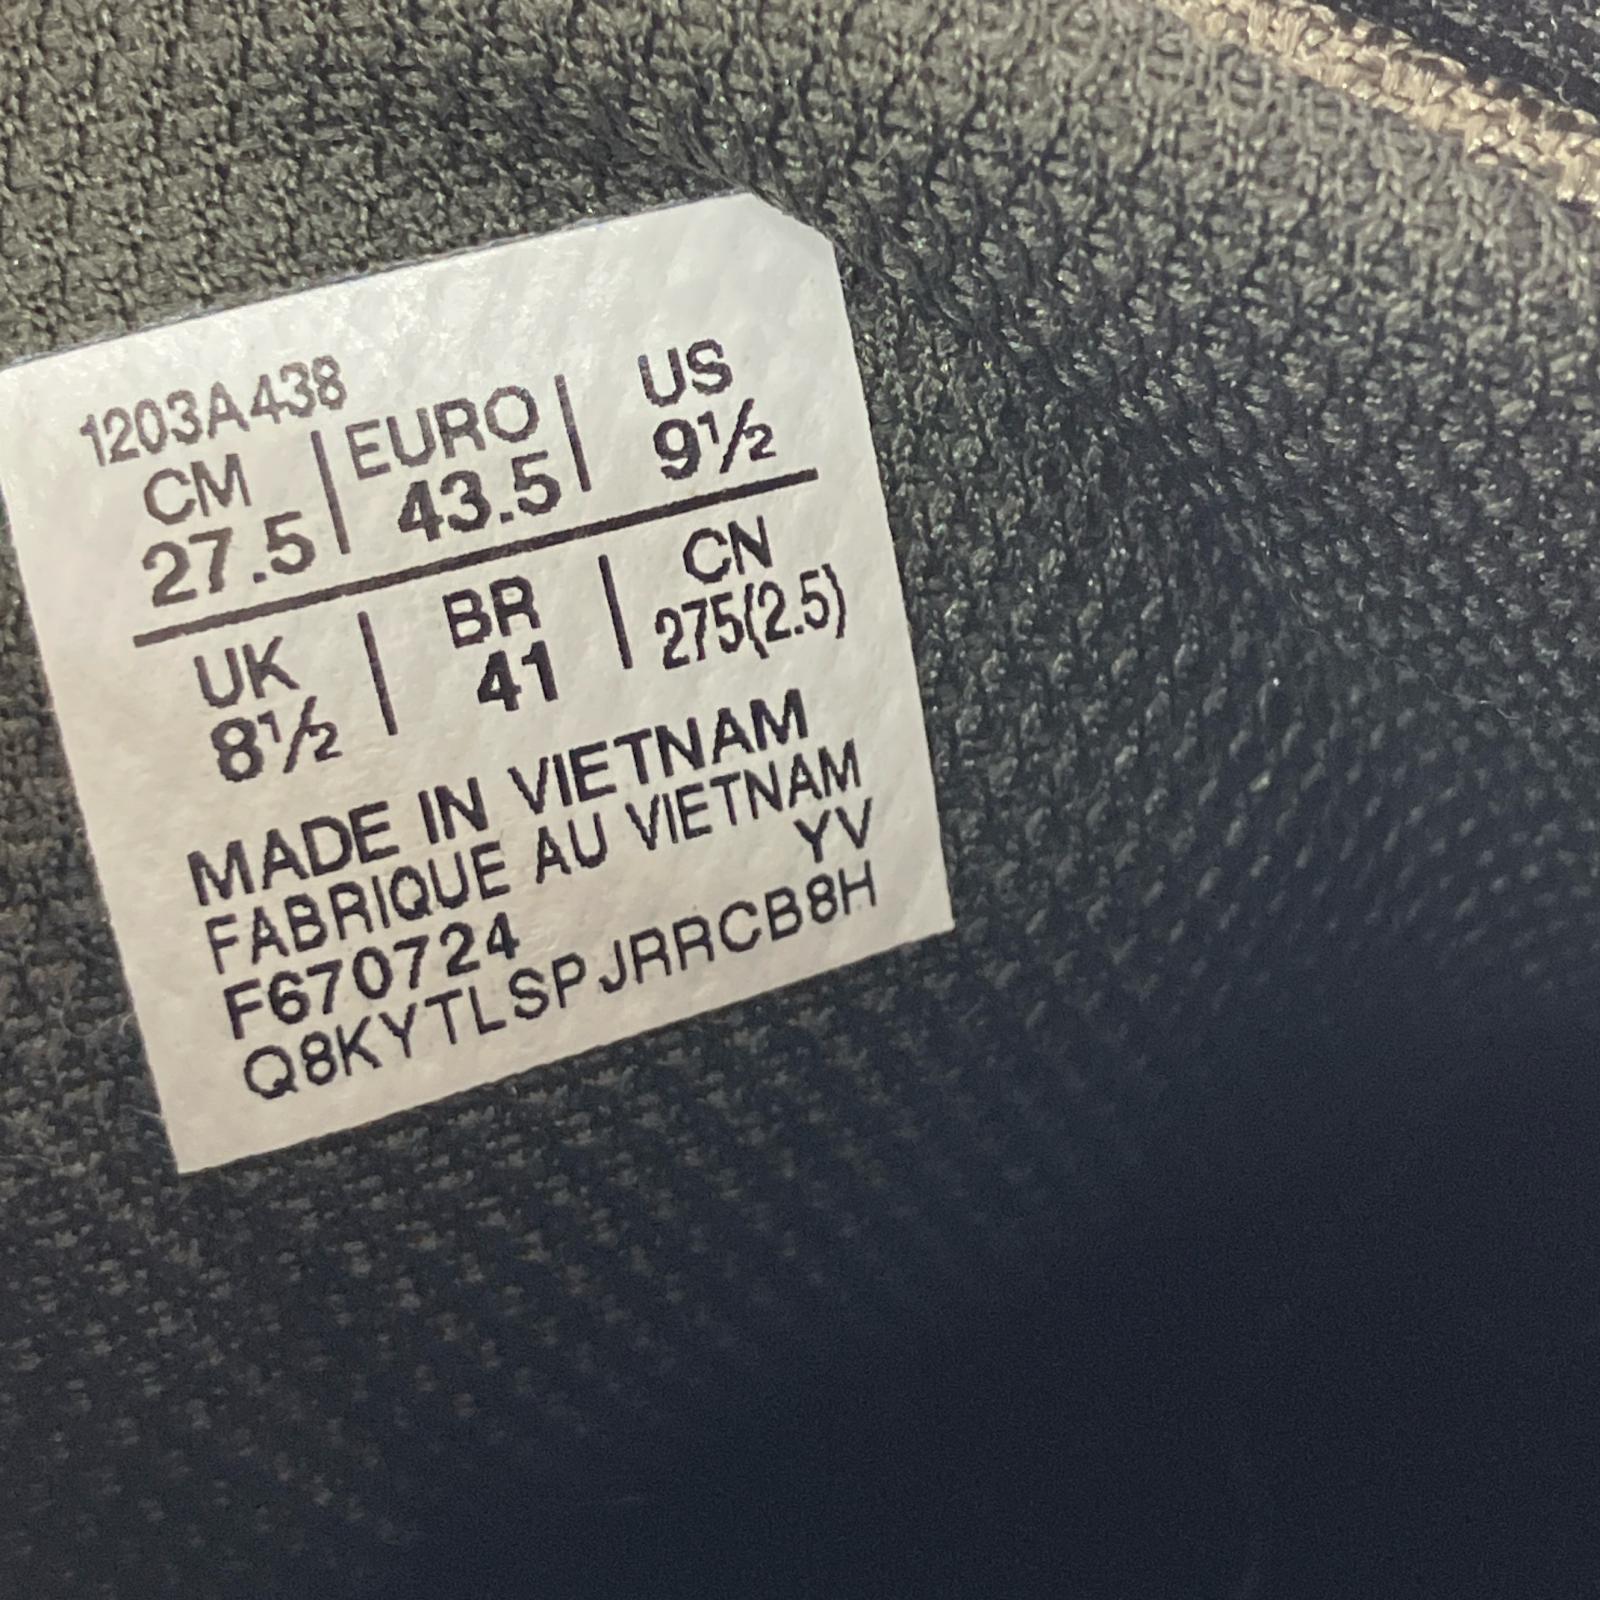 1203A438
CM | EURO | US
27.5 | 43.5 | 9½
UK | BR | CN
8½ | 41 | 275(2.5)
MADE IN VIETNAM
FABRIQUE AU VIETNAM
YV
F670724
Q8KYTLSPJRRCB8H